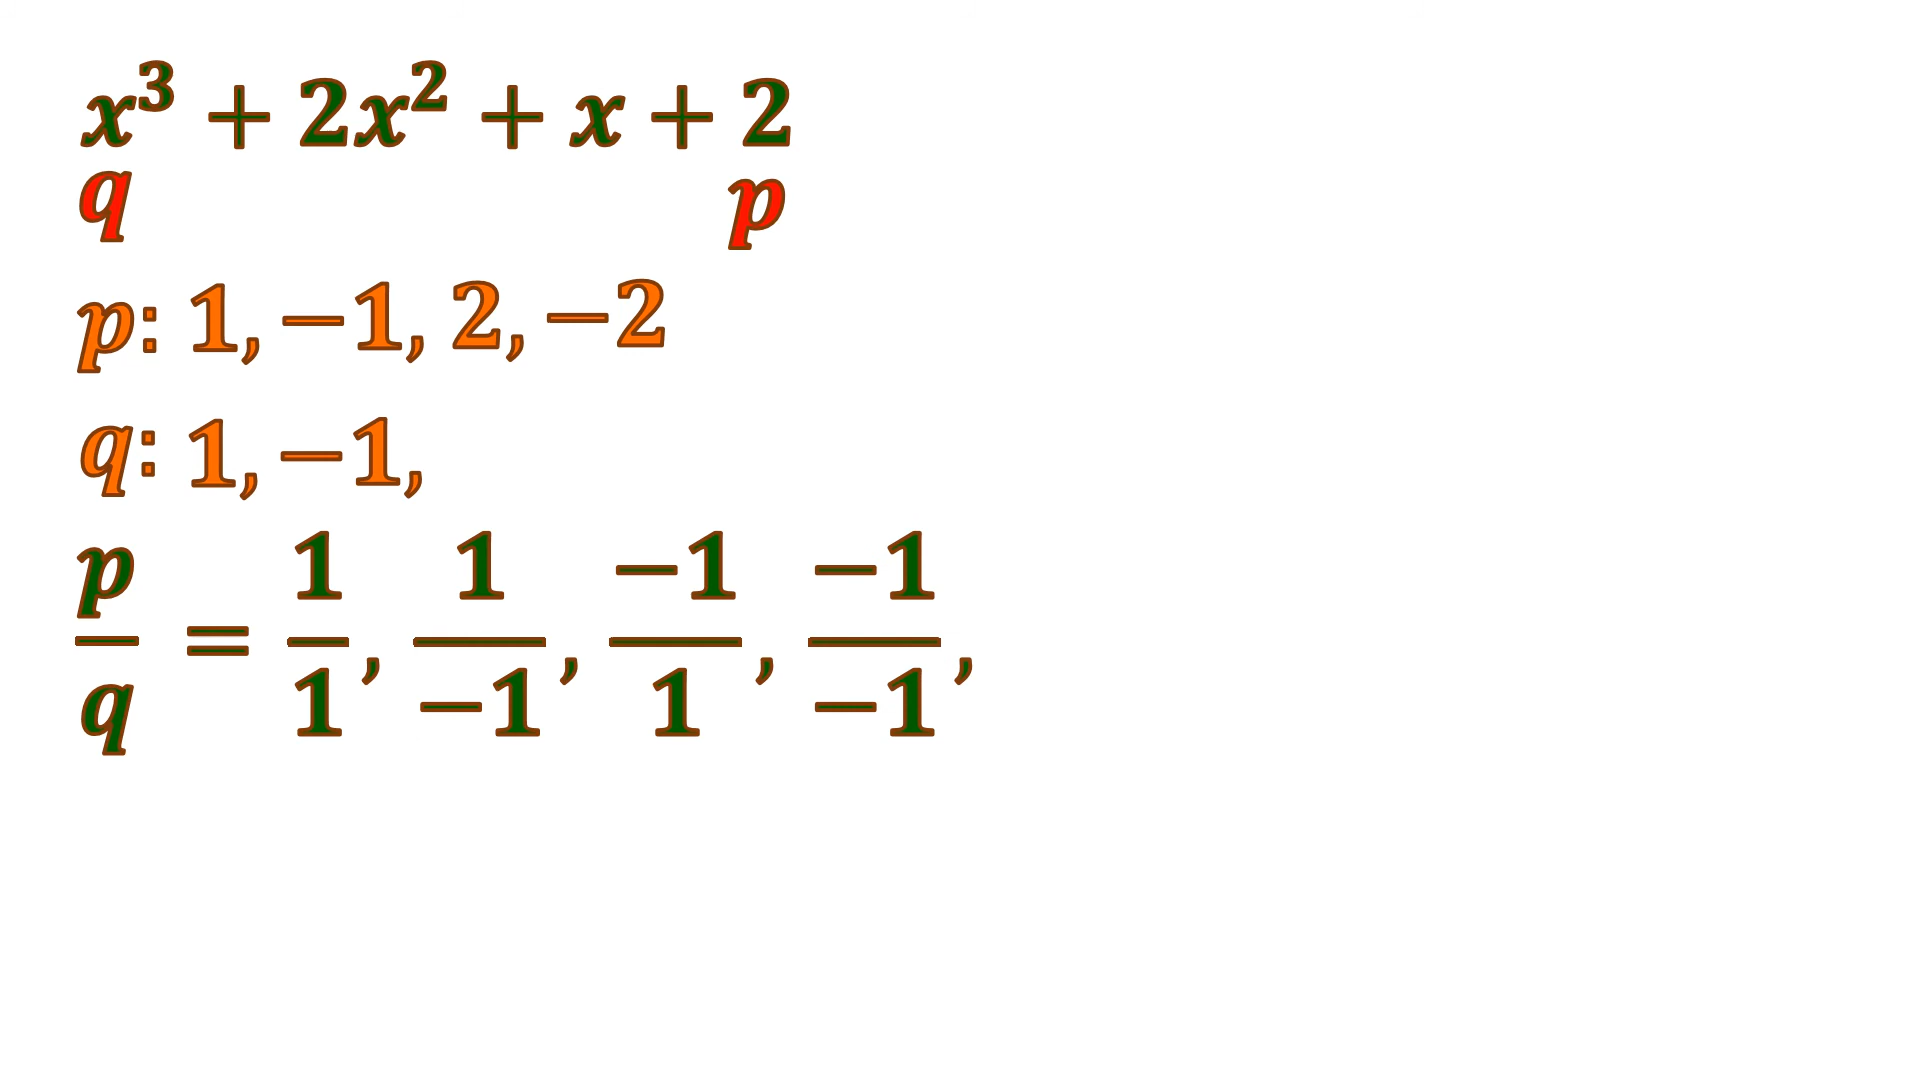 x³ + 2x² + x + 2
q p
p: 1, −1, 2, −2
q: 1, −1,
p/q = 1/1, 1/−1, −1/1, −1/−1,